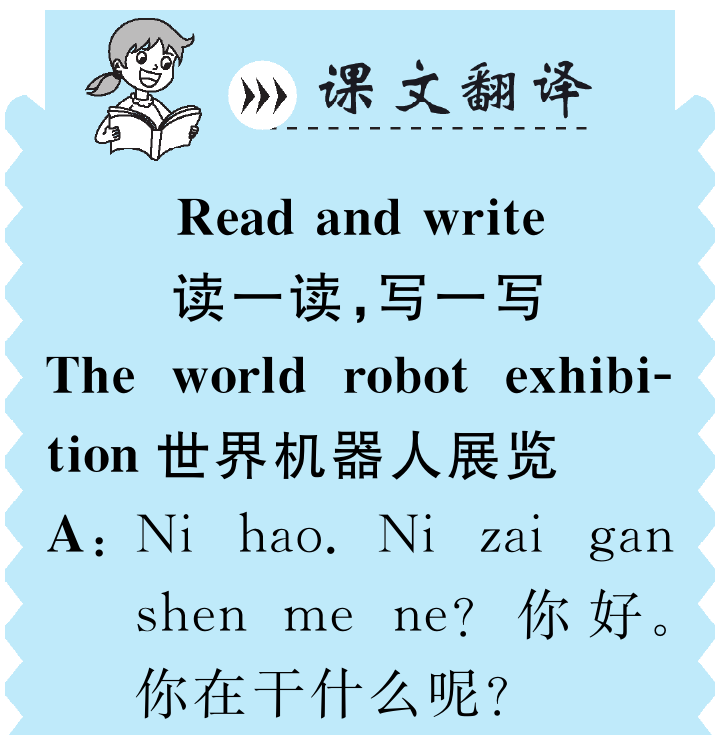 课文翻译
Read and write
读一读,写一写
The world robot exhibi-
tion 世界机器人展览
A: Ni hao. Ni zai gan
shen me ne? 你好。
你在干什么呢?